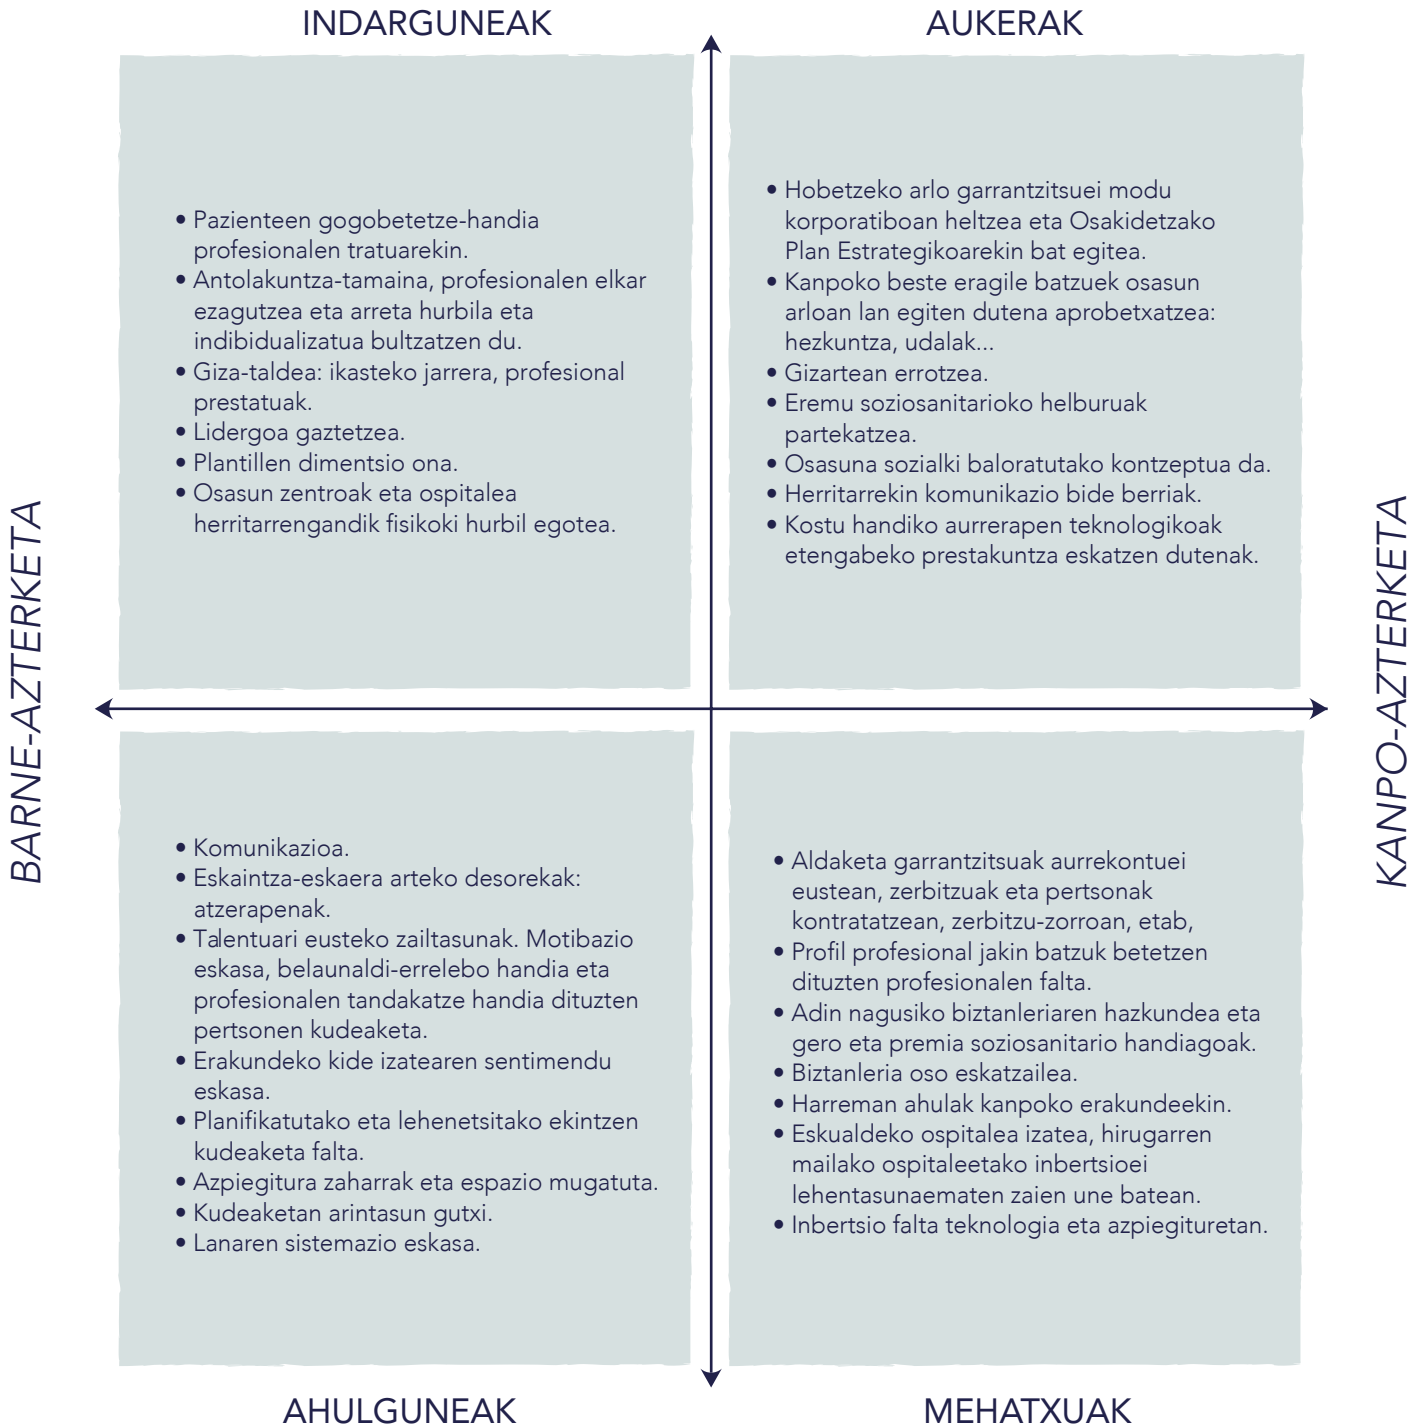 INDARGUNEAK
• Pazienteen gogobetetze-handia
profesionalen tratuarekin.
• Antolakuntza-tamaina, profesionalen elkar
ezagutzea eta arreta hurbila eta
indibidualizatua bultzatzen du.
• Giza-taldea: ikasteko jarrera, profesional
prestatuak.
• Lidergoa gaztetzea.
• Plantillen dimentsio ona.
• Osasun zentroak eta ospitalea
herritarrengandik fisikoki hurbil egotea.
AUKERAK
• Hobetzeko arlo garrantzitsuei modu
korporatiboan heltzea eta Osakidetzako
Plan Estrategikoarekin bat egitea.
• Kanpoko beste eragile batzuek osasun
arloan lan egiten dutena aprobetxatzea:
hezkuntza, udalak...
• Gizartean errotzea.
• Eremu soziosanitarioko helburuak
partekatzea.
• Osasuna sozialki baloratutako kontzeptua da.
• Herritarrekin komunikazio bide berriak.
• Kostu handiko aurrerapen teknologikoak
etengabeko prestakuntza eskatzen dutenak.
BARNE-AZTERKETA
KANPO-AZTERKETA
• Komunikazioa.
• Eskaintza-eskaera arteko desorekak:
atzerapenak.
• Talentuari eusteko zailtasunak. Motibazio
eskasa, belaunaldi-errelebo handia eta
profesionalen tandakatze handia dituzten
pertsonen kudeaketa.
• Erakundeko kide izatearen sentimendu
eskasa.
• Planifikatutako eta lehenetsitako ekintzen
kudeaketa falta.
• Azpiegitura zaharrak eta espazio mugatuta.
• Kudeaketan arintasun gutxi.
• Lanaren sistemazio eskasa.
AHULGUNEAK
• Aldaketa garrantzitsuak aurrekontuei
eustean, zerbitzuak eta pertsonak
kontratatzean, zerbitzu-zorroan, etab,
• Profil profesional jakin batzuk betetzen
dituzten profesionalen falta.
• Adin nagusiko biztanleriaren hazkundea eta
gero eta premia soziosanitario handiagoak.
• Biztanleria oso eskatzailea.
• Harreman ahulak kanpoko erakundeekin.
• Eskualdeko ospitalea izatea, hirugarren
mailako ospitaleetako inbertsioei
lehentasunaematen zaien une batean.
• Inbertsio falta teknologia eta azpiegituretan.
MEHATXUAK